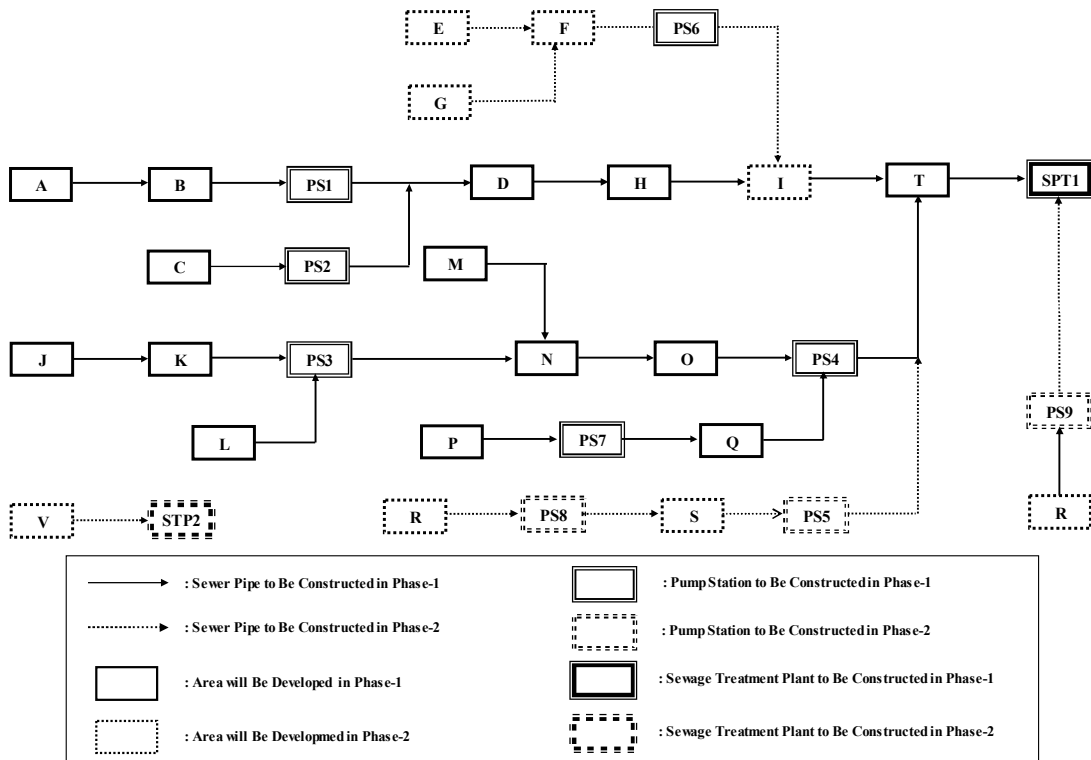 E
F
PS6
G
A
B
PS1
D
H
I
T
SPT1
C
PS2
M
J
K
PS3
N
O
PS4
PS9
L
P
PS7
Q
V
STP2
R
PS8
S
PS5
R
: Sewer Pipe to Be Constructed in Phase-1
: Pump Station to Be Constructed in Phase-1
: Sewer Pipe to Be Constructed in Phase-2
: Pump Station to Be Constructed in Phase-2
: Area will Be Developed in Phase-1
: Sewage Treatment Plant to Be Constructed in Phase-1
: Area will Be Developmed in Phase-2
: Sewage Treatment Plant to Be Constructed in Phase-2